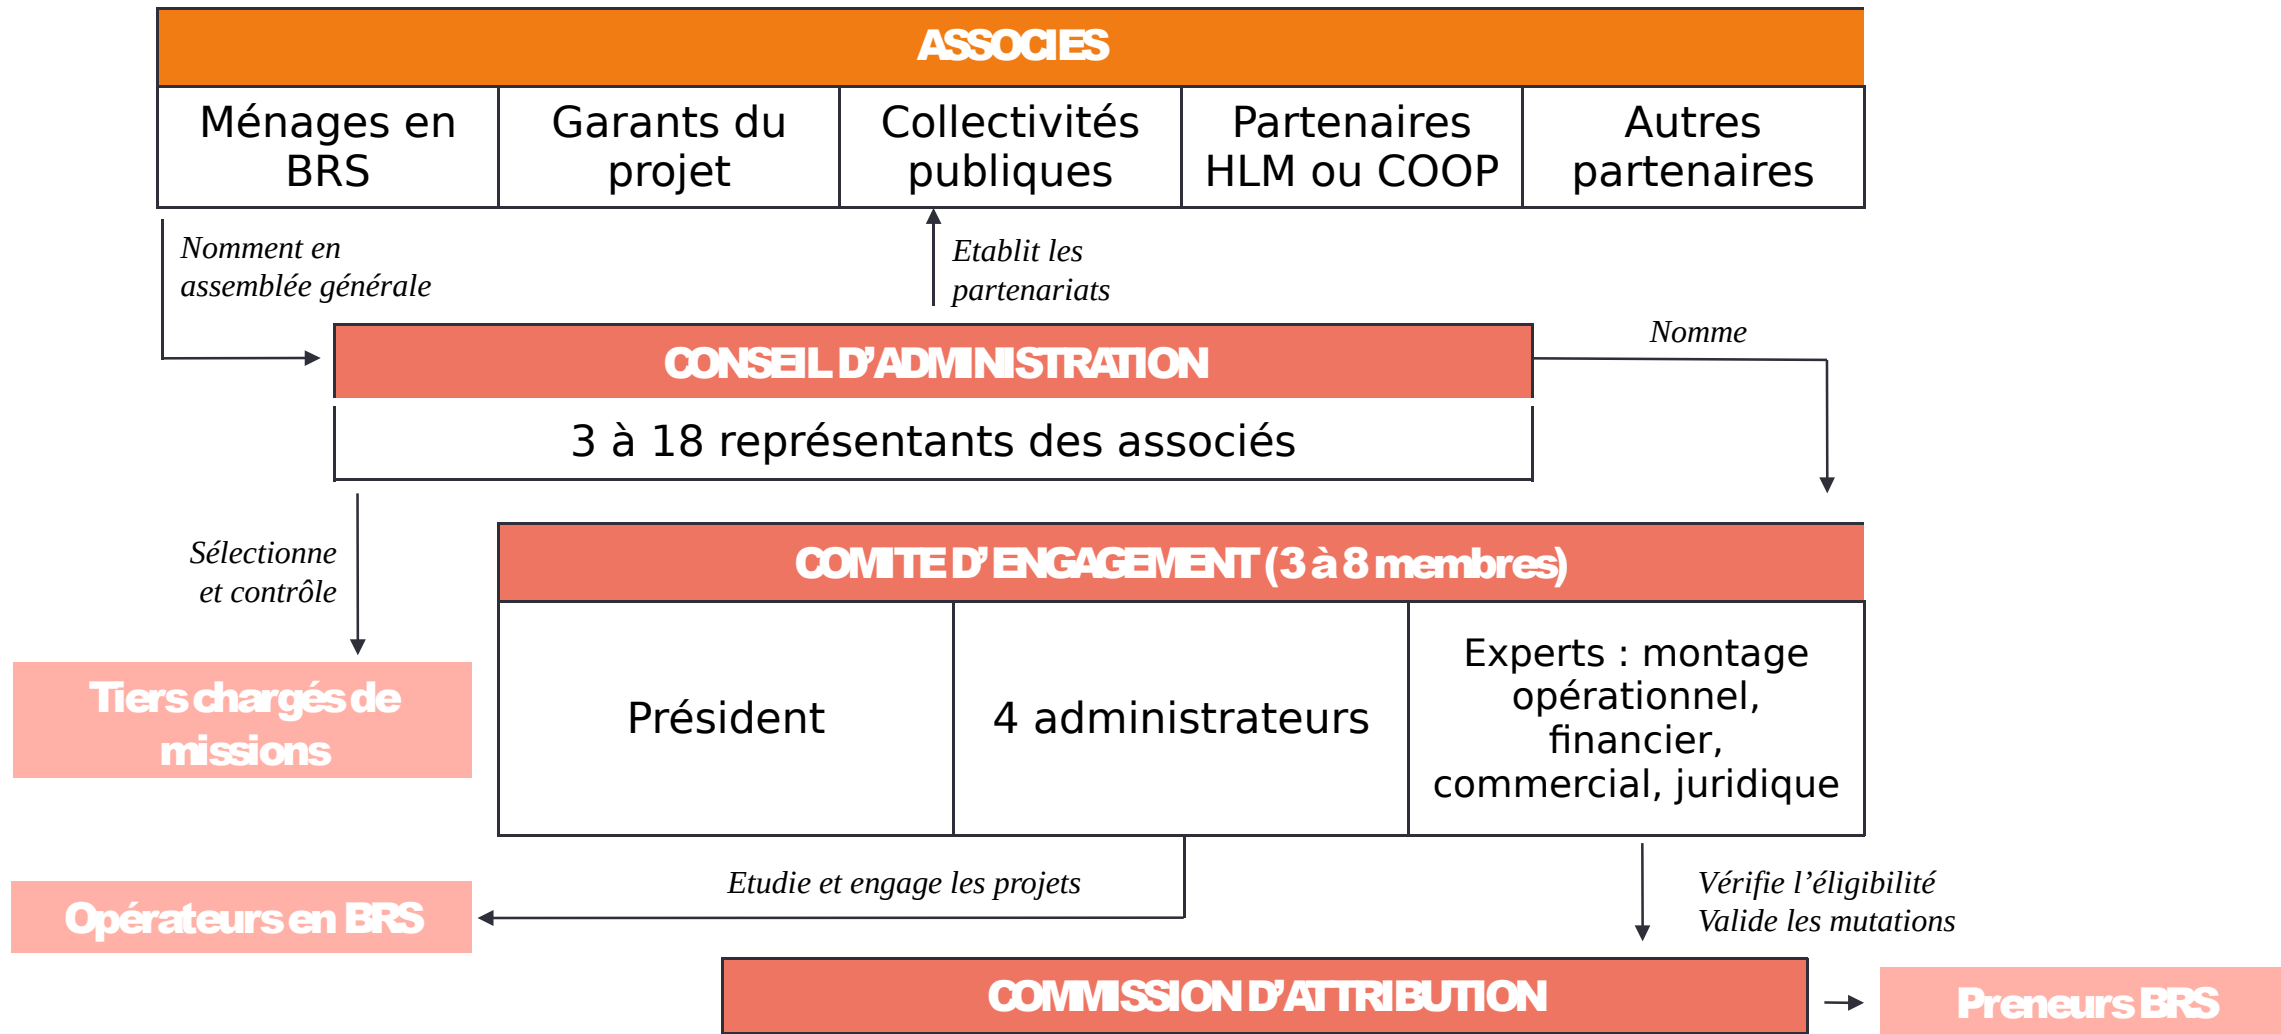 ASSOCIES
Ménages en
BRS
Garants du
projet
Collectivités
publiques
Partenaires
HLM ou COOP
Autres
partenaires
Nomment en
assemblée générale
Etablit les
partenariats
Nomme
CONSEIL D’ADMINISTRATION
3 à 18 représentants des associés
Sélectionne
et contrôle
COMITE D’ENGAGEMENT (3 à 8 membres)
Tiers chargés de
missions
Président
4 administrateurs
Experts : montage
opérationnel,
financier,
commercial, juridique
Etudie et engage les projets
Opérateurs en BRS
Vérifie l’éligibilité
Valide les mutations
COMMISSION D’ATTRIBUTION
Preneurs BRS